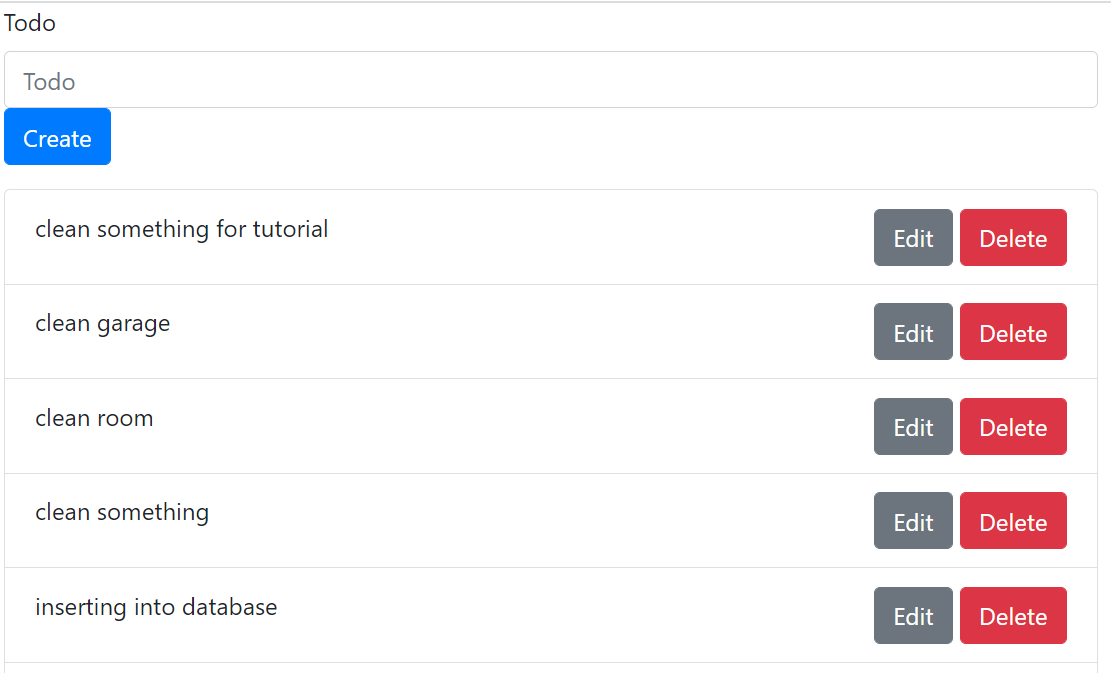 Todo
Todo
Create
clean something for tutorial Edit Delete
clean garage Edit Delete
clean room Edit Delete
clean something Edit Delete
inserting into database Edit Delete